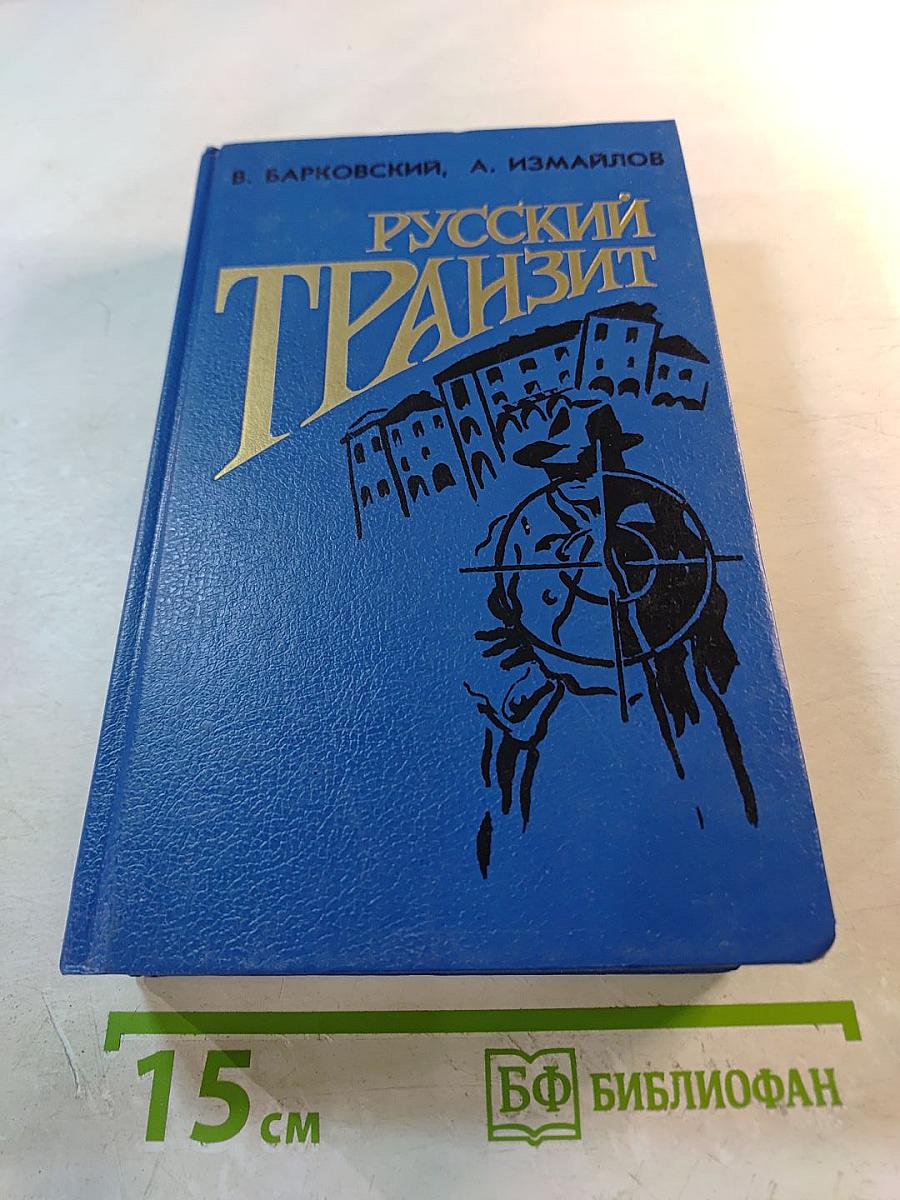 В. БАРКОВСКИЙ, А. ИЗМАЙЛОВ
РУССКИЙ
ТРАНЗИТ
15 см
БФ БИБЛИОФАН